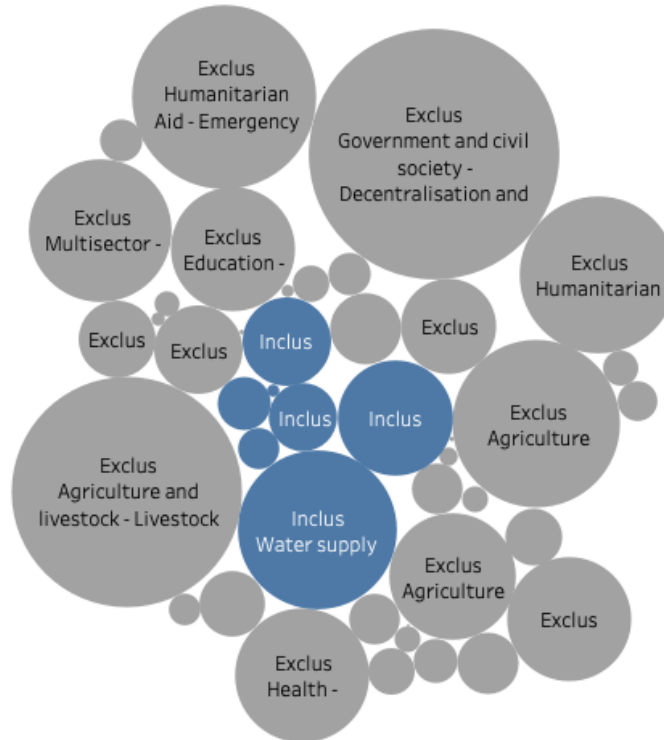 Exclus
Humanitarian
Aid - Emergency
Exclus
Government and civil
society -
Decentralisation and
Exclus
Multisector -
Exclus
Education -
Exclus
Humanitarian
Exclus
Exclus
Inclus
Exclus
Inclus
Inclus
Exclus
Agriculture
Exclus
Agriculture and
livestock - Livestock
Inclus
Water supply
Exclus
Agriculture
Exclus
Exclus
Health -